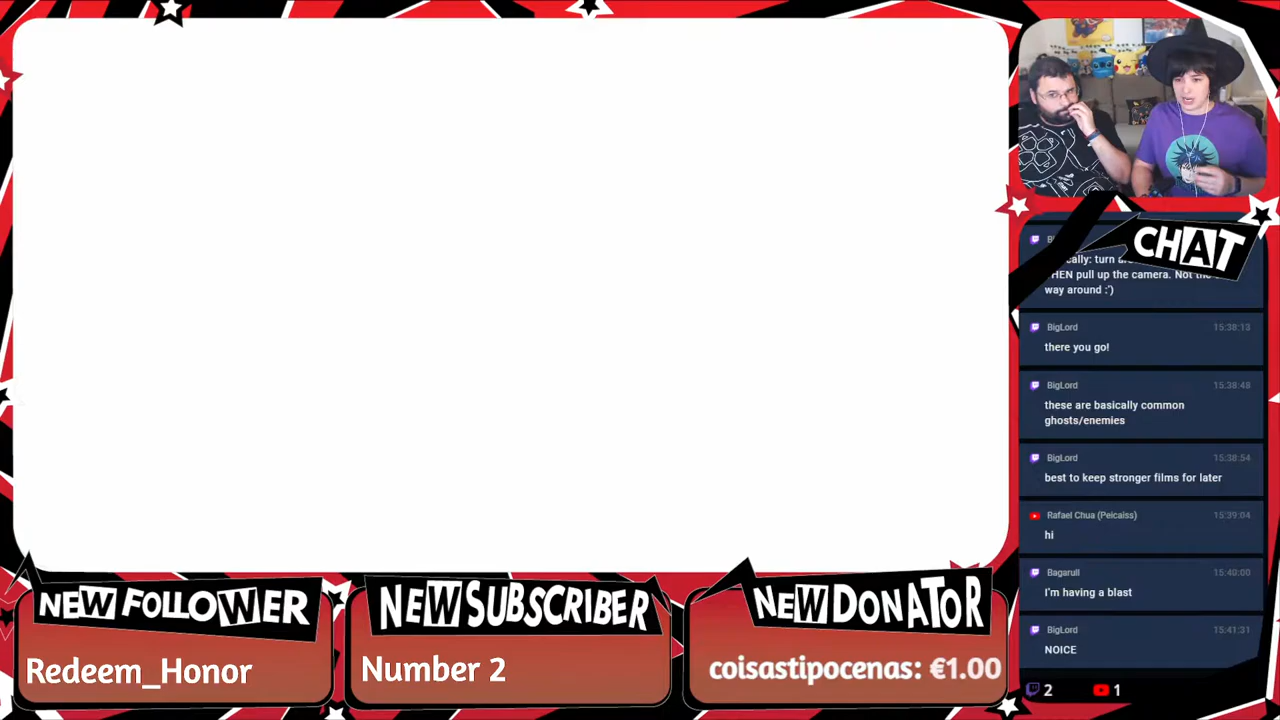 CHAT
THEN pull up the camera. Not
way around :')
BigLord 15:38:13
there you go!
BigLord 15:38:48
these are basically common
ghosts/enemies
BigLord 15:38:54
best to keep stronger films for later
Rafael Chua (Peicaiss) 15:39:04
hi
Bagarull 15:40:00
I'm having a blast
BigLord 15:41:31
NOICE
2 1
NEW FOLLOWER
Redeem_Honor
NEW SUBSCRIBER
Number 2
NEW DONATOR
coisastipocenas: €1.00